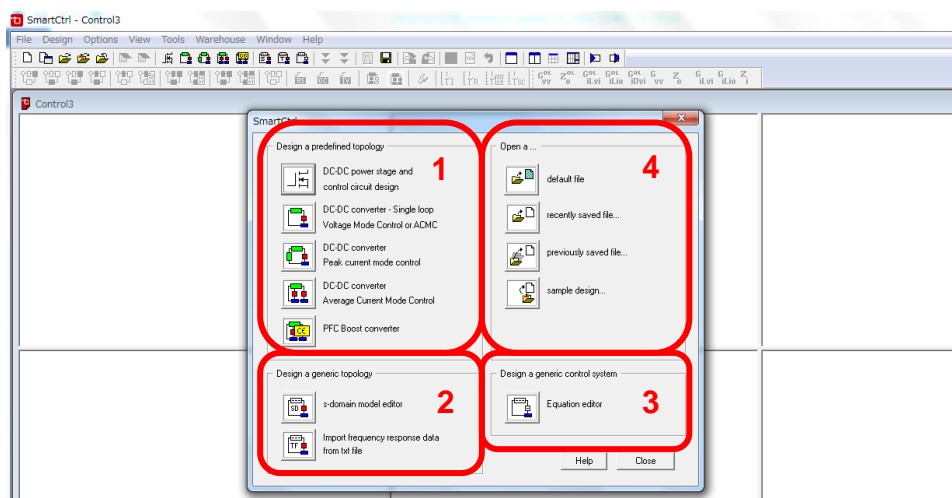 SmartCtrl - Control3
File Design Options View Tools Warehouse Window Help
Control3
Design a predefined topology
1
DC-DC power stage and
control circuit design
DC-DC converter - Single loop
Voltage Mode Control or ACMC
DC-DC converter
Peak current mode control
DC-DC converter
Average Current Mode Control
PFC Boost converter
Open a ...
4
default file
recently saved file...
previously saved file...
sample design...
Design a generic topology
2
s-domain model editor
Import frequency response data
from txt file
Design a generic control system
3
Equation editor
Help Close